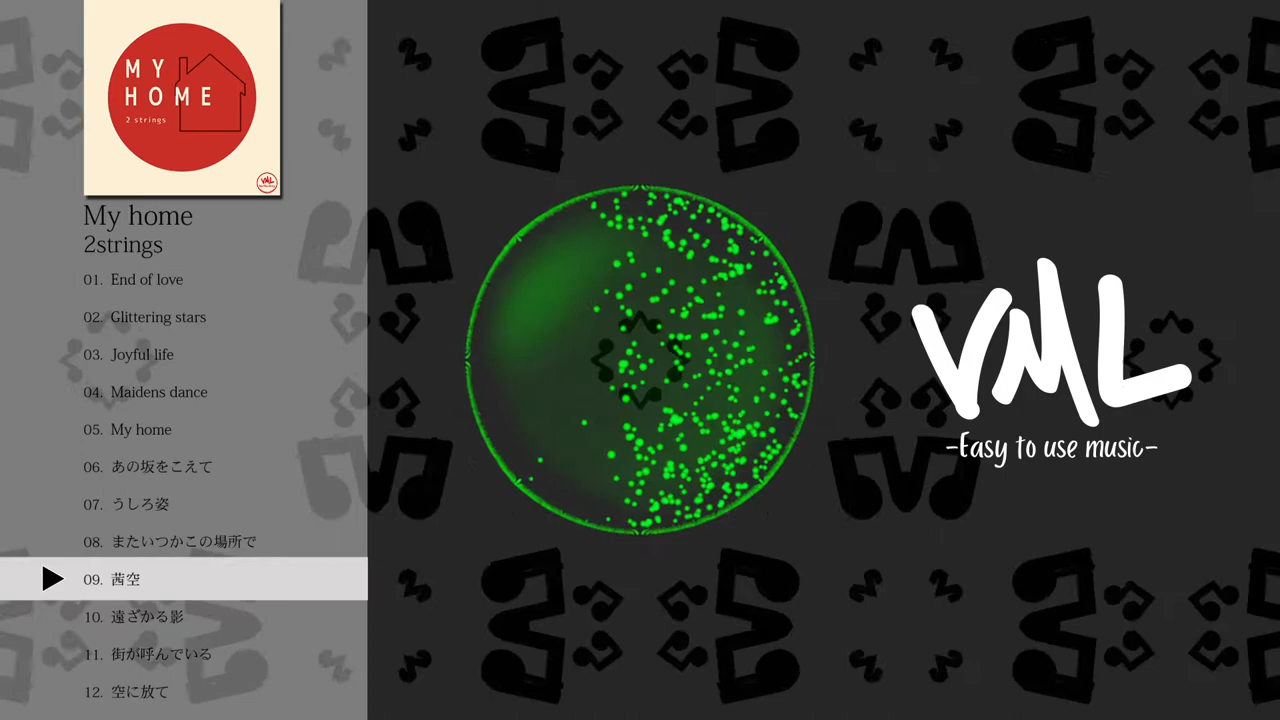 MY
HOME
2 strings
VML
My home
2strings
01. End of love
02. Glittering stars
03. Joyful life
04. Maidens dance
05. My home
06. あの坂をこえて
07. うしろ姿
08. またいつかこの場所で
09. 茜空
10. 遠ざかる影
11. 街が呼んでいる
12. 空に放て
VML
-Easy to use music-